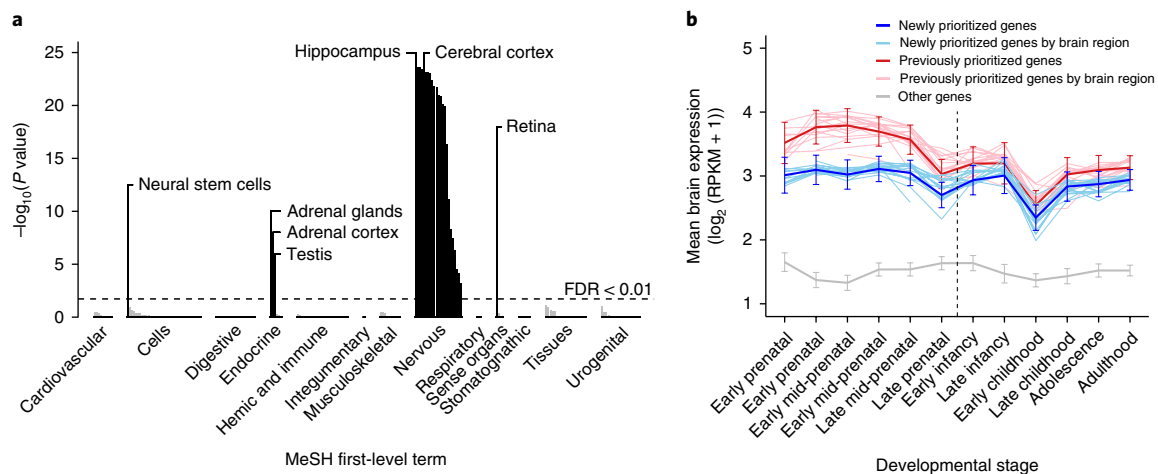 a
Hippocampus
Cerebral cortex
Retina
Neural stem cells
Adrenal glands
Adrenal cortex
Testis
FDR < 0.01
25
20
15
10
5
0
–log10(P value)
Cardiovascular
Cells
Digestive
Endocrine
Hemic and immune
Integumentary
Musculoskeletal
Nervous
Respiratory
Sense organs
Stomatognathic
Tissues
Urogenital
MeSH first-level term
b
Newly prioritized genes
Newly prioritized genes by brain region
Previously prioritized genes
Previously prioritized genes by brain region
Other genes
5
4
3
2
1
Mean brain expression
(log2 (RPKM + 1))
Early prenatal
Early prenatal
Early mid-prenatal
Early mid-prenatal
Late mid-prenatal
Late prenatal
Early infancy
Late infancy
Early childhood
Late childhood
Adolescence
Adulthood
Developmental stage